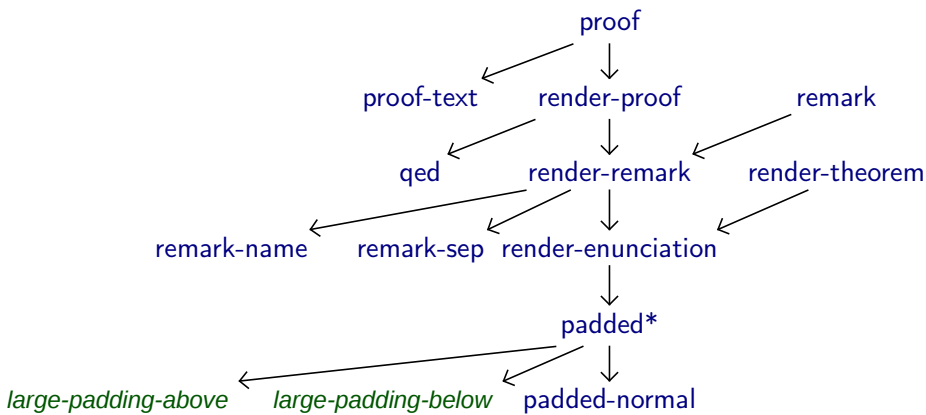 proof
proof-text render-proof remark
qed render-remark render-theorem
remark-name remark-sep render-enunciation
padded*
large-padding-above large-padding-below padded-normal